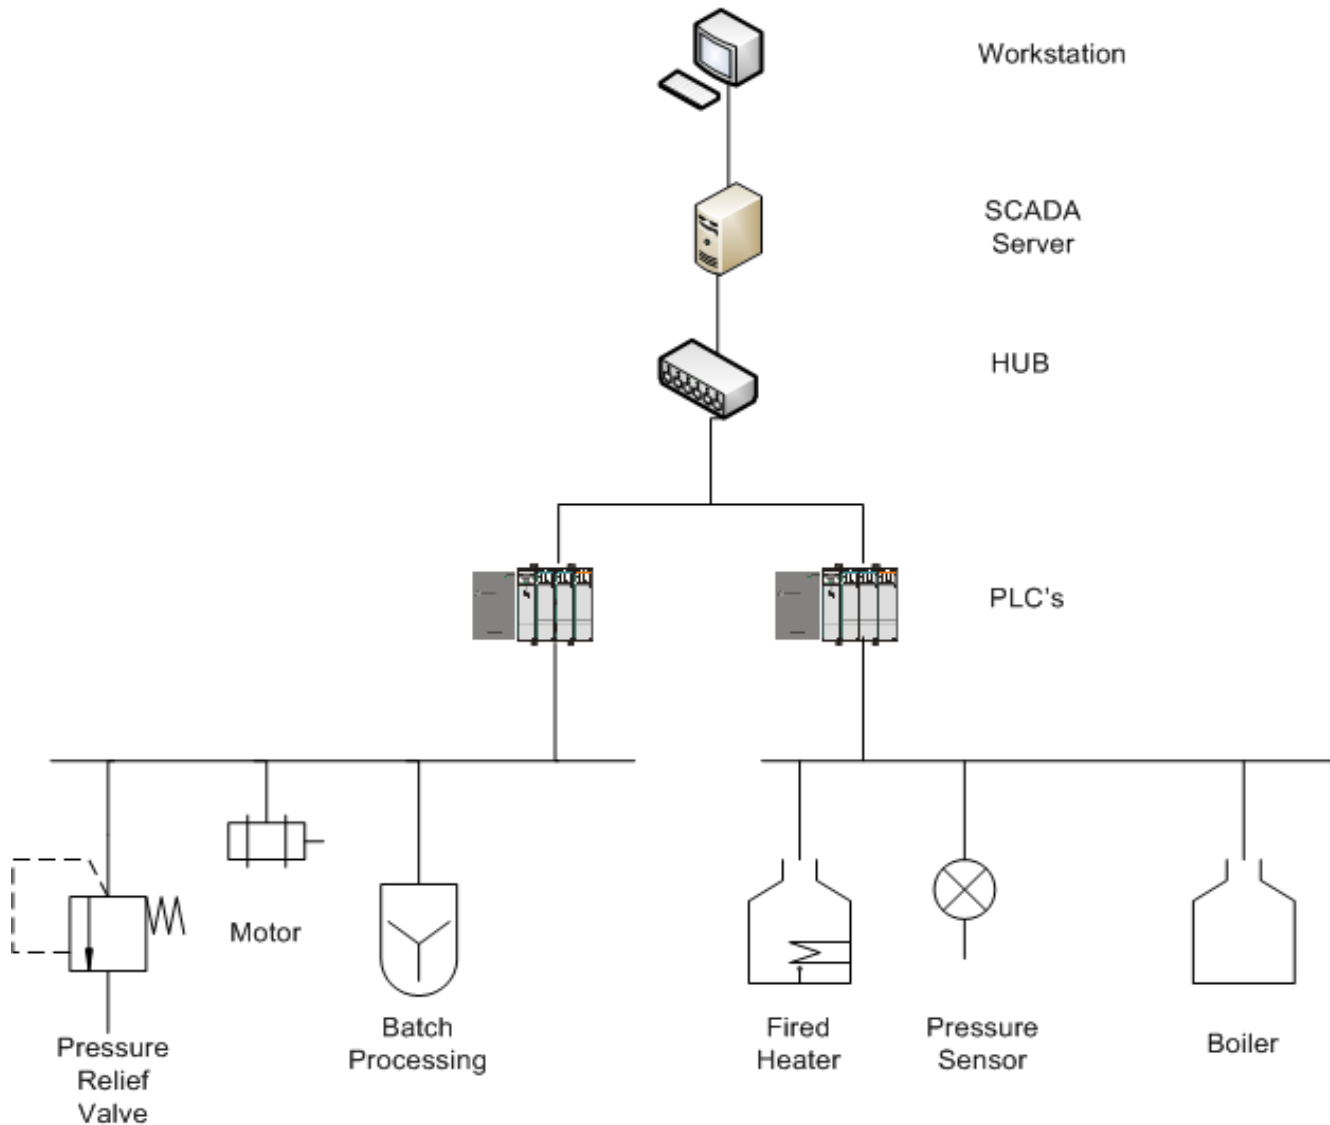 Workstation
SCADA
Server
HUB
PLC's
Motor
Pressure
Relief
Valve
Batch
Processing
Fired
Heater
Pressure
Sensor
Boiler